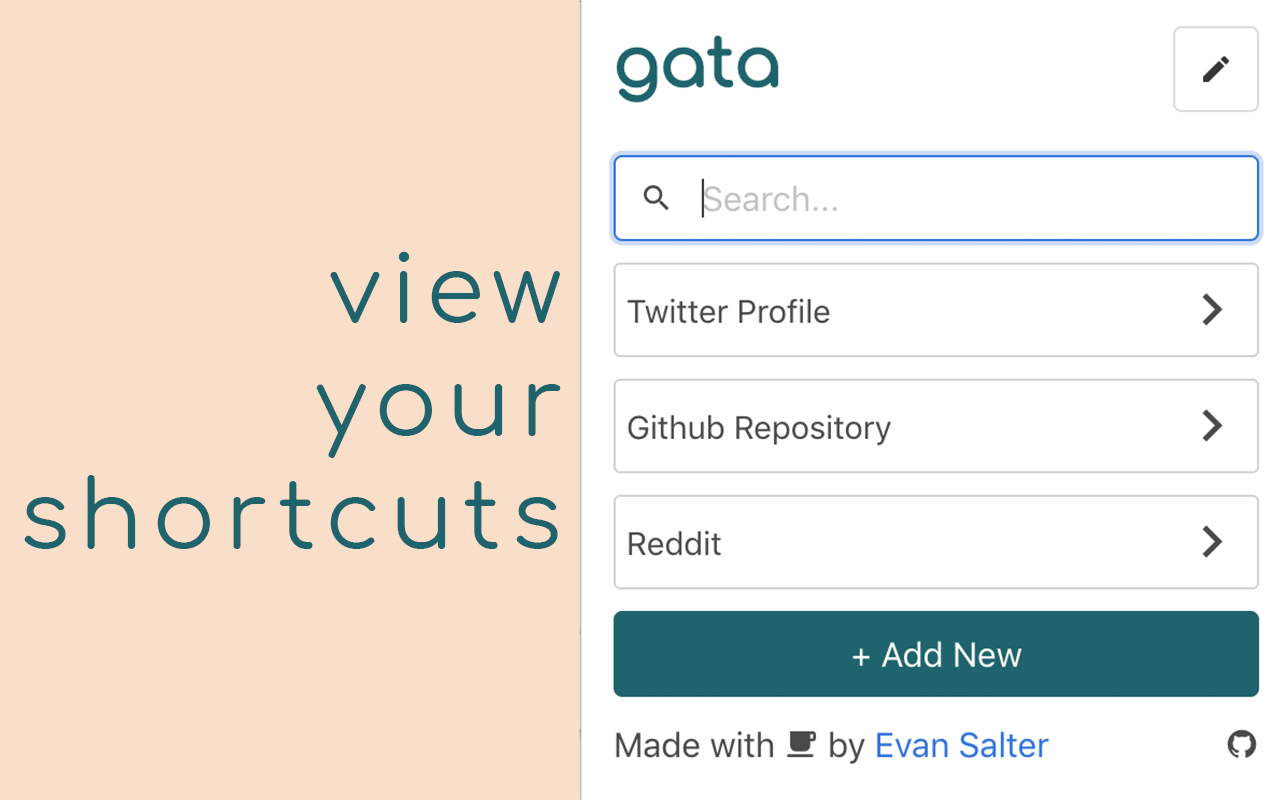 view
your
shortcuts
gata
Search...
Twitter Profile
Github Repository
Reddit
+ Add New
Made with by Evan Salter